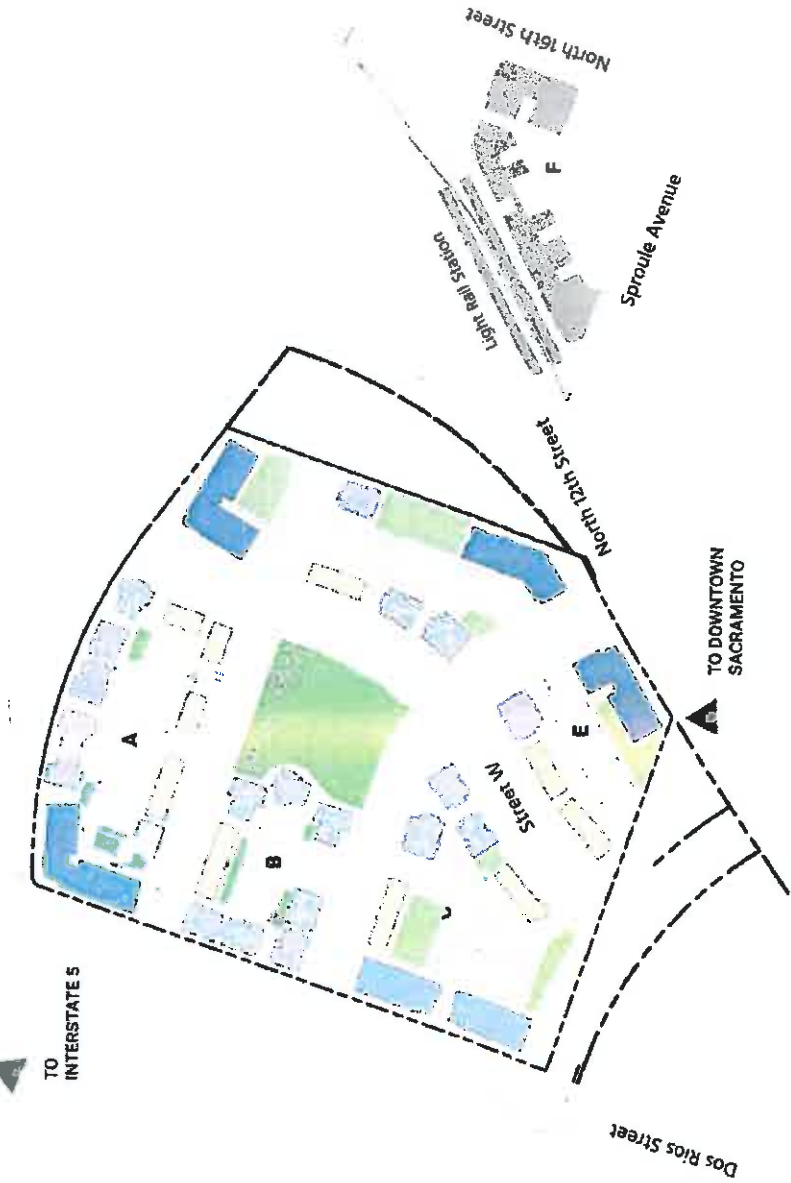 North 16th Street
F
Light Rail Station
Sproule Avenue
North 12th Street
A
B
E
Street W
TO DOWNTOWN
SACRAMENTO
TO
INTERSTATE 5
Dos Rios Street